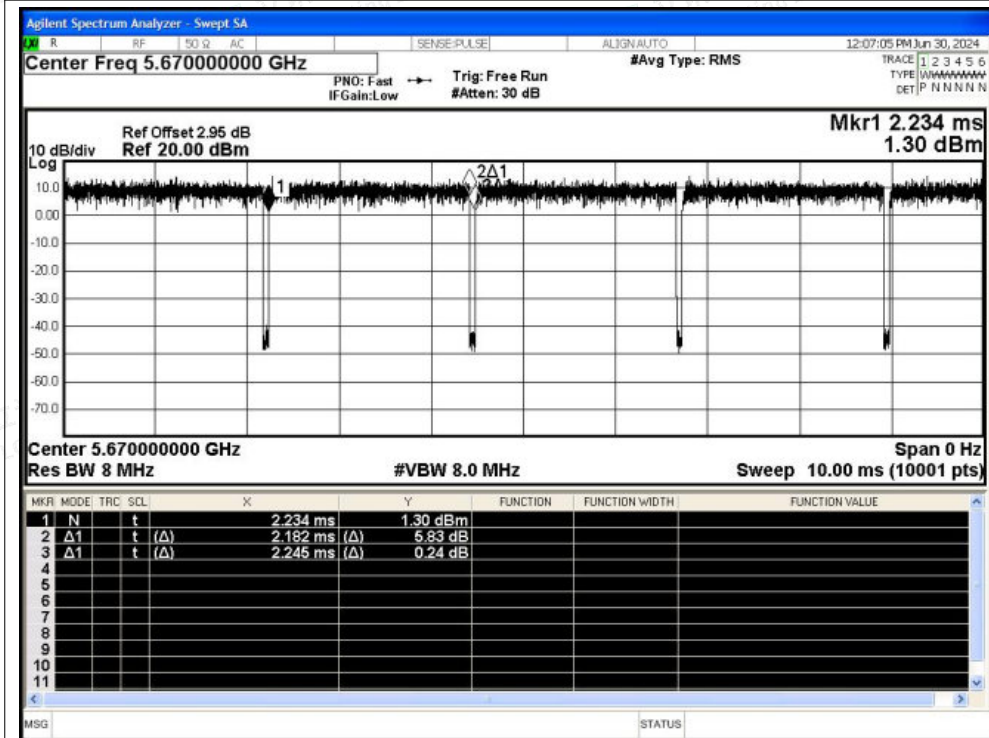 Agilent Spectrum Analyzer - Swept SA
LXI R RF 50 Ω AC SENSE:PULSE ALIGN AUTO 12:07:05 PM Jun 30, 2024
Center Freq 5.670000000 GHz #Avg Type: RMS TRACE 1 2 3 4 5 6
PNO: Fast Trig: Free Run TYPE WWWWWW
IFGain:Low #Atten: 30 dB DET P N N N N N
Mkr1 2.234 ms
Ref Offset 2.95 dB
10 dB/div Ref 20.00 dBm 1.30 dBm
Log
10.0
0.00
-10.0
-20.0
-30.0
-40.0
-50.0
-60.0
-70.0
1
2Δ1
Center 5.670000000 GHz Span 0 Hz
Res BW 8 MHz #VBW 8.0 MHz Sweep 10.00 ms (10001 pts)
MKR MODE TRC SCL X Y FUNCTION FUNCTION WIDTH FUNCTION VALUE
1 N t 2.234 ms 1.30 dBm
2 Δ1 t (Δ) 2.182 ms (Δ) 5.83 dB
3 Δ1 t (Δ) 2.245 ms (Δ) 0.24 dB
4
5
6
7
8
9
10
11
MSG STATUS